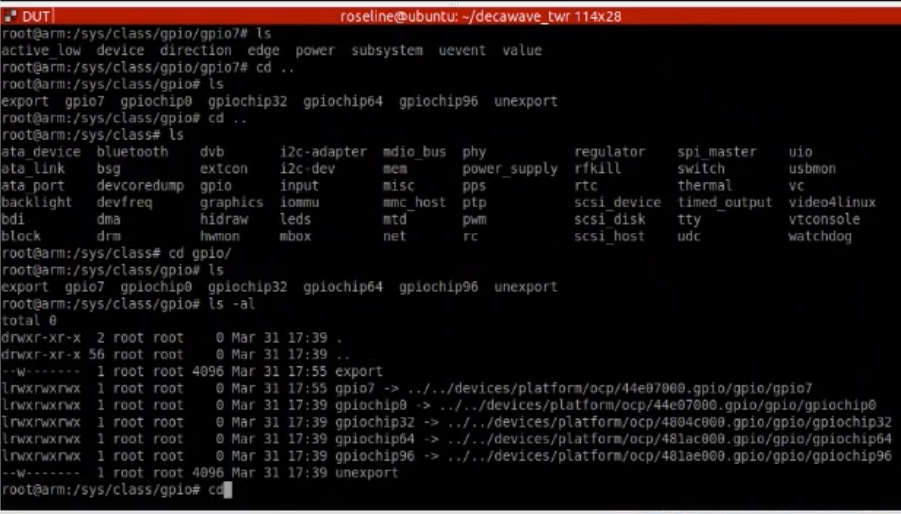 DUT
roseline@ubuntu: ~/decawave_twr 114x28
root@arm:/sys/class/gpio/gpio7# ls
active_low  device  direction  edge  power  subsystem  uevent  value
root@arm:/sys/class/gpio/gpio7# cd ..
root@arm:/sys/class/gpio# ls
export  gpio7  gpiochip0  gpiochip32  gpiochip64  gpiochip96  unexport
root@arm:/sys/class/gpio# cd ..
root@arm:/sys/class# ls
ata_device  bluetooth    dvb       i2c-adapter  mdio_bus  phy           regulator    spi_master    uio
ata_link    bsg          extcon    i2c-dev      mem       power_supply  rfkill       switch        usbmon
ata_port    devcoredump  gpio      input        misc      pps           rtc          thermal       vc
backlight   devfreq      graphics  iommu        mmc_host  ptp           scsi_device  timed_output  video4linux
bdi         dma          hidraw    leds         mtd       pwm           scsi_disk    tty           vtconsole
block       drm          hwmon     mbox         net       rc            scsi_host    udc           watchdog
root@arm:/sys/class# cd gpio/
root@arm:/sys/class/gpio# ls
export  gpio7  gpiochip0  gpiochip32  gpiochip64  gpiochip96  unexport
root@arm:/sys/class/gpio# ls -al
total 0
drwxr-xr-x  2 root root    0 Mar 31 17:39 .
drwxr-xr-x 56 root root    0 Mar 31 17:39 ..
--w-------  1 root root 4096 Mar 31 17:55 export
lrwxrwxrwx  1 root root    0 Mar 31 17:55 gpio7 -> ../../devices/platform/ocp/44e07000.gpio/gpio/gpio7
lrwxrwxrwx  1 root root    0 Mar 31 17:39 gpiochip0 -> ../../devices/platform/ocp/44e07000.gpio/gpio/gpiochip0
lrwxrwxrwx  1 root root    0 Mar 31 17:39 gpiochip32 -> ../../devices/platform/ocp/4804c000.gpio/gpio/gpiochip32
lrwxrwxrwx  1 root root    0 Mar 31 17:39 gpiochip64 -> ../../devices/platform/ocp/481ac000.gpio/gpio/gpiochip64
lrwxrwxrwx  1 root root    0 Mar 31 17:39 gpiochip96 -> ../../devices/platform/ocp/481ae000.gpio/gpio/gpiochip96
--w-------  1 root root 4096 Mar 31 17:39 unexport
root@arm:/sys/class/gpio# cd